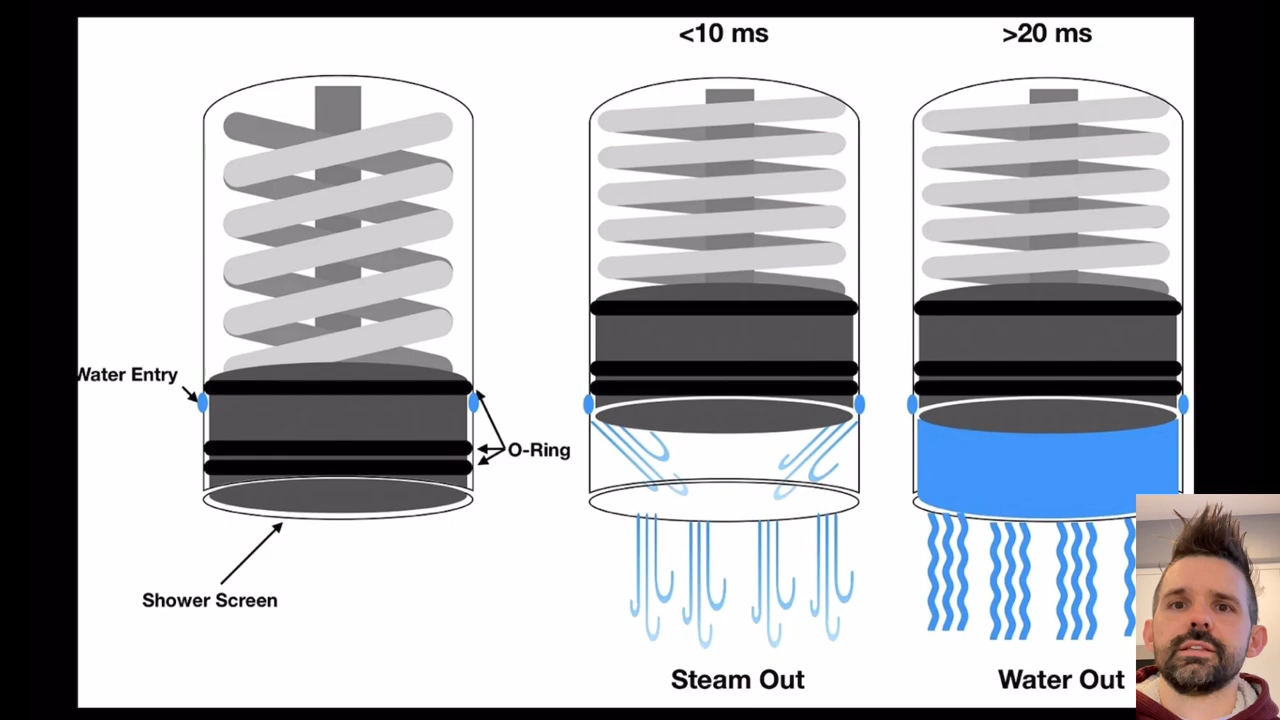 <10 ms
>20 ms
Water Entry
O-Ring
Shower Screen
Steam Out
Water Out